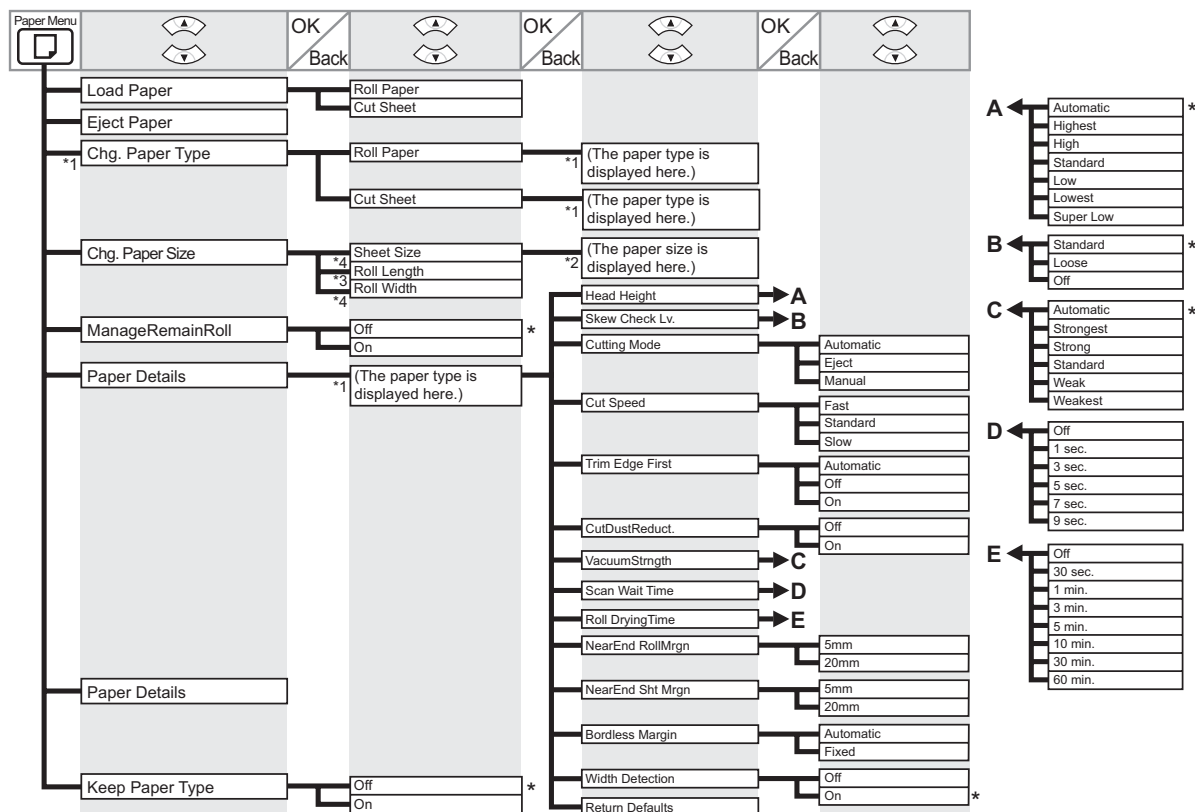 Paper Menu
OK
Back
OK
Back
OK
Back
Load Paper
Roll Paper
Cut Sheet
Eject Paper
*1
Chg. Paper Type
Roll Paper
*1
(The paper type is
displayed here.)
Cut Sheet
*1
(The paper type is
displayed here.)
Chg. Paper Size
*4
Sheet Size
*2
(The paper size is
displayed here.)
*3
Roll Length
*4
Roll Width
ManageRemainRoll
Off
*
On
Paper Details
*1
(The paper type is
displayed here.)
Head Height
A
Skew Check Lv.
B
Cutting Mode
Automatic
Eject
Manual
Cut Speed
Fast
Standard
Slow
Trim Edge First
Automatic
Off
On
CutDustReduct.
Off
On
VacuumStrngth
C
Scan Wait Time
D
Roll DryingTime
E
NearEnd RollMrgn
5mm
20mm
NearEnd Sht Mrgn
5mm
20mm
Bordless Margin
Automatic
Fixed
Width Detection
Off
On
*
Return Defaults
Paper Details
Keep Paper Type
Off
*
On
A
Automatic
*
Highest
High
Standard
Low
Lowest
Super Low
B
Standard
*
Loose
Off
C
Automatic
*
Strongest
Strong
Standard
Weak
Weakest
D
Off
1 sec.
3 sec.
5 sec.
7 sec.
9 sec.
E
Off
30 sec.
1 min.
3 min.
5 min.
10 min.
30 min.
60 min.